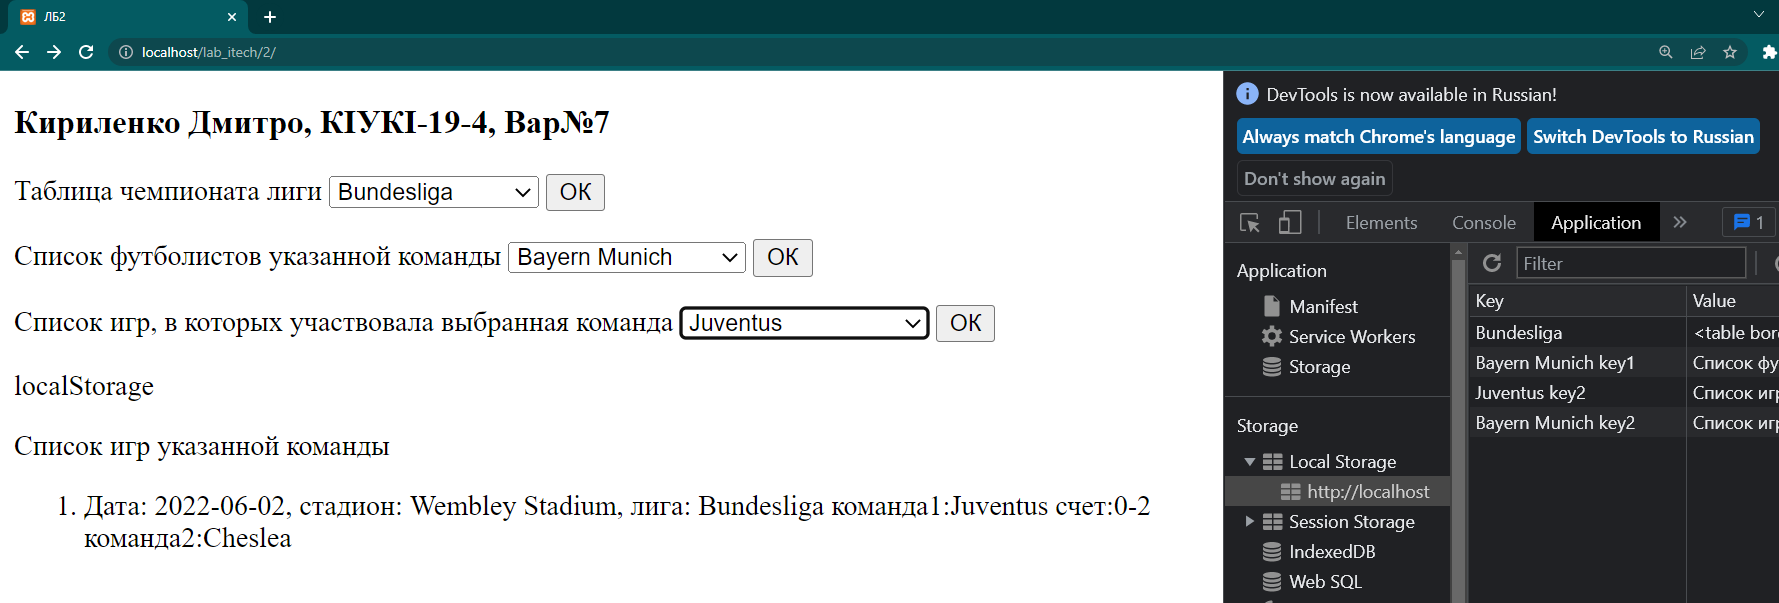 ЛБ2
localhost/lab_itech/2/
Кириленко Дмитро, КІУКІ-19-4, Вар№7
Таблица чемпионата лиги Bundesliga ОК
Список футболистов указанной команды Bayern Munich ОК
Список игр, в которых участвовала выбранная команда Juventus ОК
localStorage
Список игр указанной команды
1. Дата: 2022-06-02, стадион: Wembley Stadium, лига: Bundesliga команда1:Juventus счет:0-2
команда2:Cheslea
DevTools is now available in Russian!
Always match Chrome's language Switch DevTools to Russian
Don't show again
Elements Console Application 1
Application
Manifest
Service Workers
Storage
Storage
Local Storage
http://localhost
Session Storage
IndexedDB
Web SQL
Filter
Key Value
Bundesliga <table bor
Bayern Munich key1 Список фу
Juventus key2 Список игр
Bayern Munich key2 Список игр